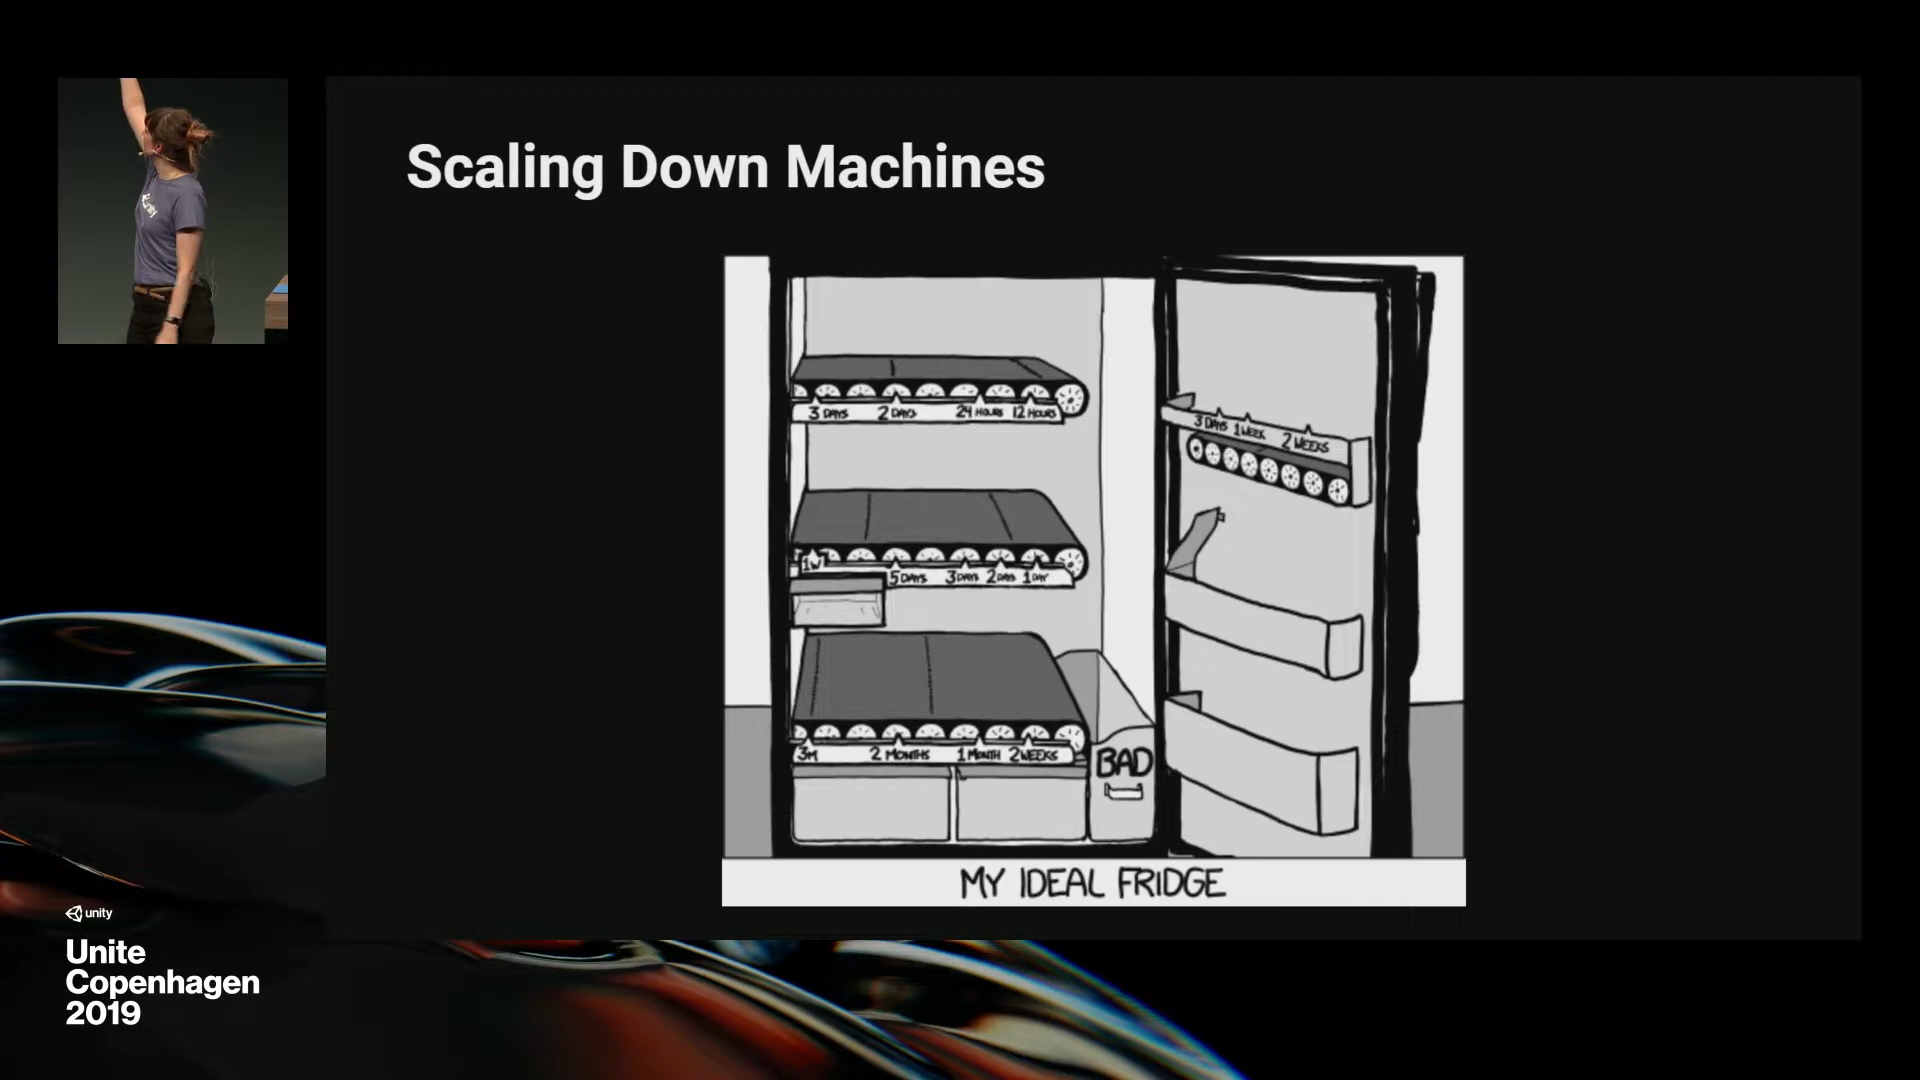 Scaling Down Machines
3 DAYS 2 DAYS 24 HOURS 12 HOURS
3 DAYS 1 WEEK 2 WEEKS
1W 5 DAYS 3 DAYS 2 DAYS 1 DAY
3M 2 MONTHS 1 MONTH 2 WEEKS
BAD
MY IDEAL FRIDGE
unity
Unite
Copenhagen
2019